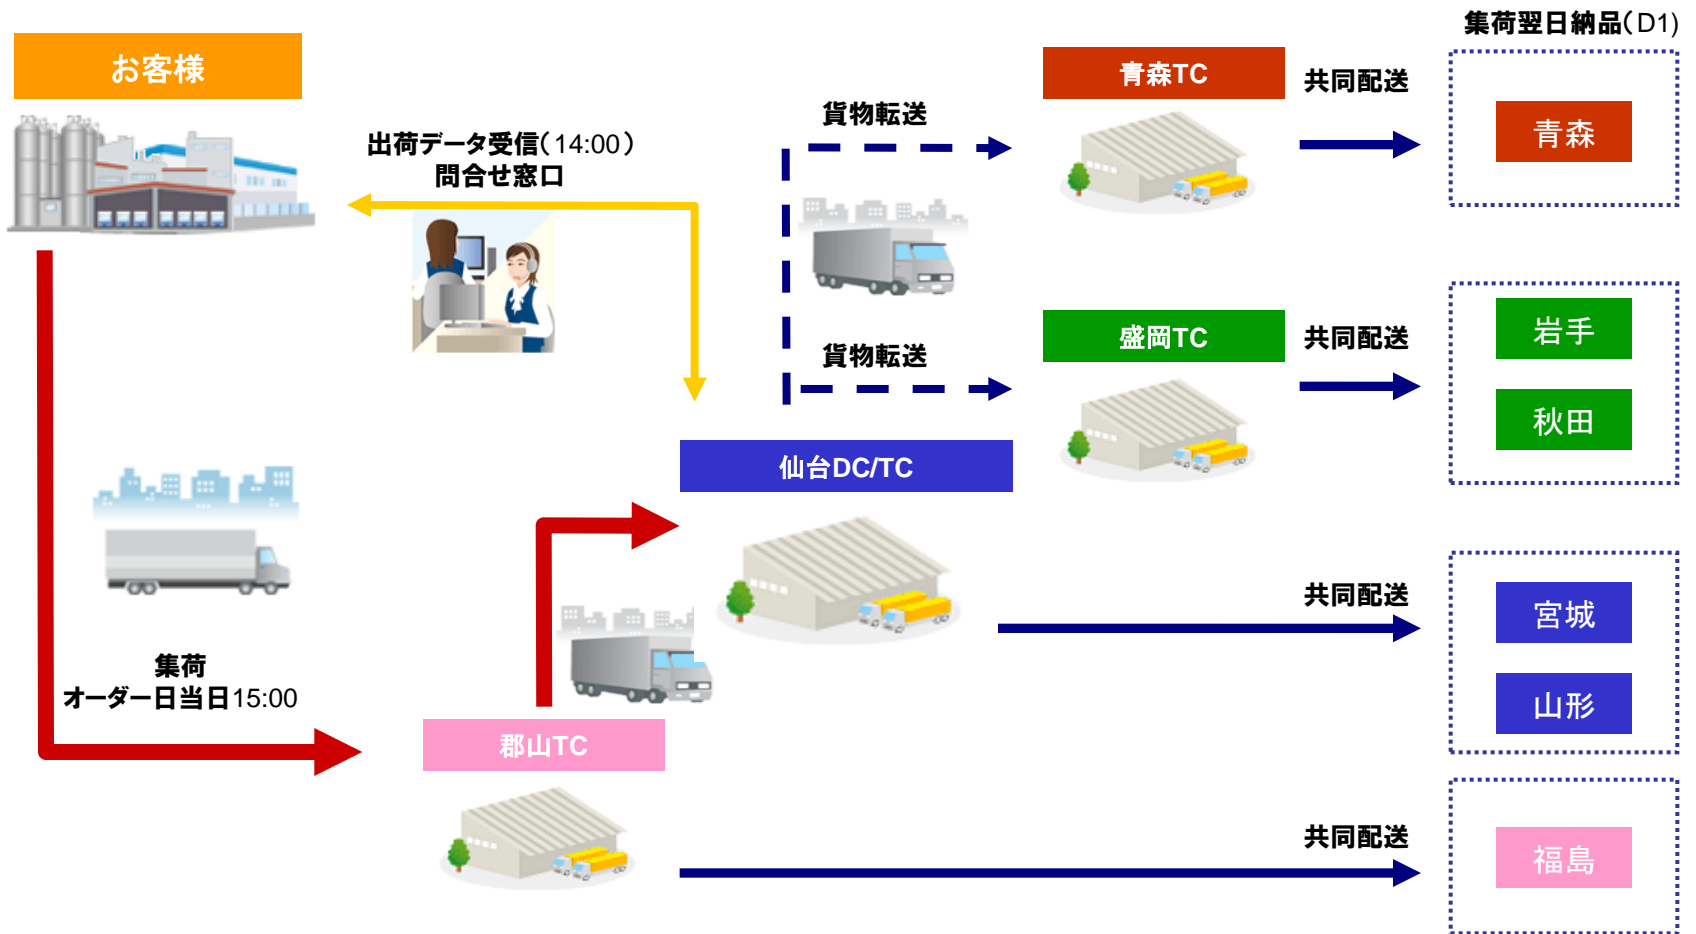 集荷翌日納品(D1)
お客様
青森TC
共同配送
青森
貨物転送
出荷データ受信(14:00)
問合せ窓口
盛岡TC
共同配送
岩手
貨物転送
秋田
仙台DC/TC
共同配送
宮城
集荷
オーダー日当日15:00
山形
郡山TC
共同配送
福島